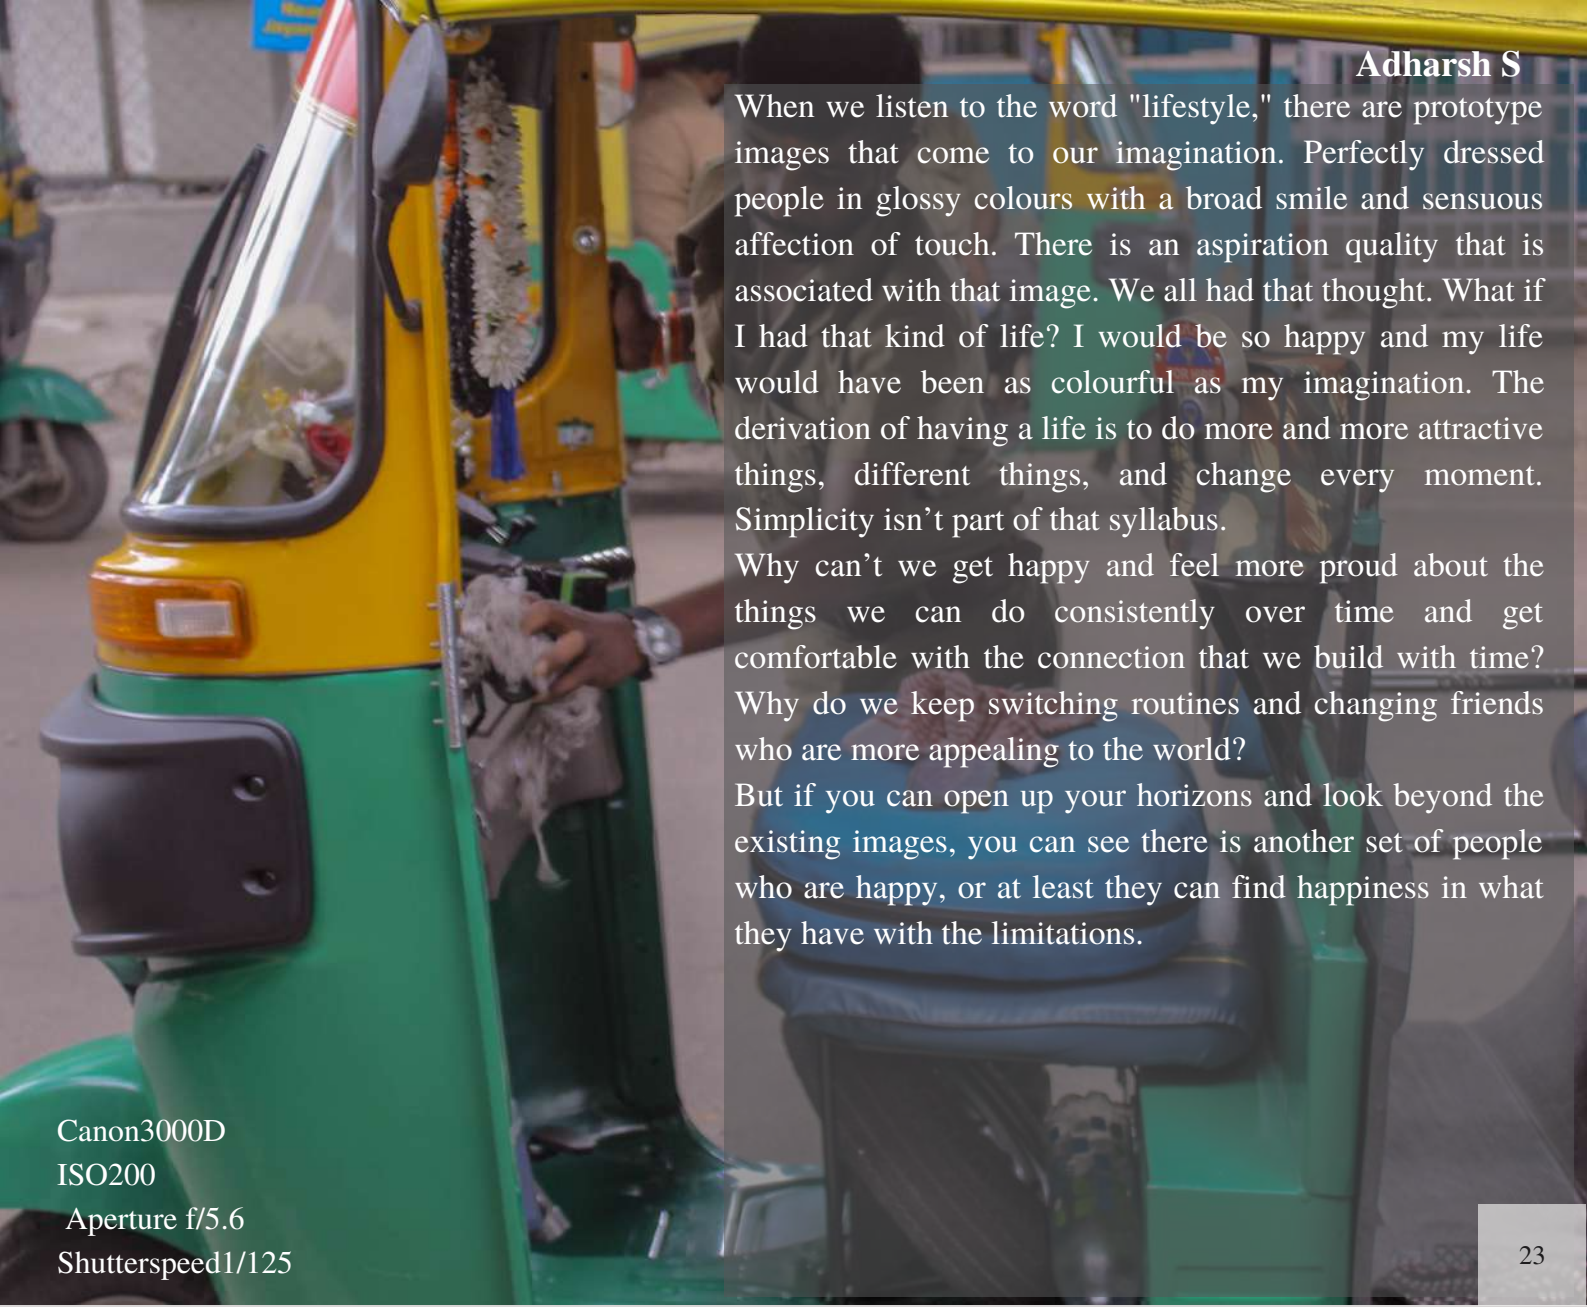 Adharsh S
When we listen to the word "lifestyle," there are prototype
images that come to our imagination. Perfectly dressed
people in glossy colours with a broad smile and sensuous
affection of touch. There is an aspiration quality that is
associated with that image. We all had that thought. What if
I had that kind of life? I would be so happy and my life
would have been as colourful as my imagination. The
derivation of having a life is to do more and more attractive
things, different things, and change every moment.
Simplicity isn’t part of that syllabus.
Why can’t we get happy and feel more proud about the
things we can do consistently over time and get
comfortable with the connection that we build with time?
Why do we keep switching routines and changing friends
who are more appealing to the world?
But if you can open up your horizons and look beyond the
existing images, you can see there is another set of people
who are happy, or at least they can find happiness in what
they have with the limitations.
Canon3000D
ISO200
Aperture f/5.6
Shutterspeed1/125
23